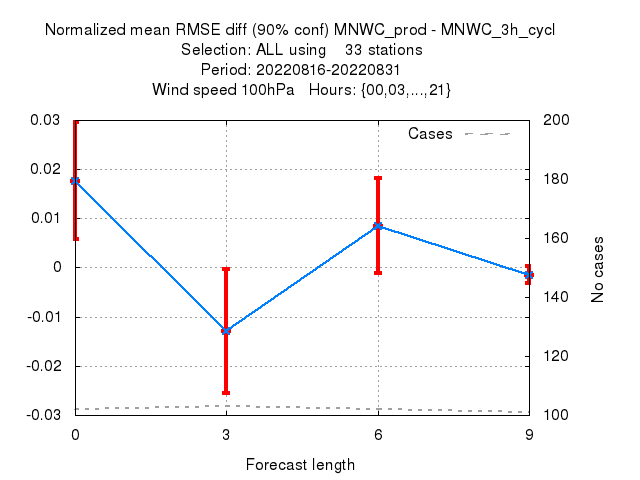 Normalized mean RMSE diff (90% conf) MNWC_prod - MNWC_3h_cycl
Selection: ALL using    33 stations
Period: 20220816-20220831
Wind speed 100hPa   Hours: {00,03,...,21}
Cases
0.03
0.02
0.01
0
-0.01
-0.02
-0.03
200
180
160
140
120
100
No cases
0
3
6
9
Forecast length